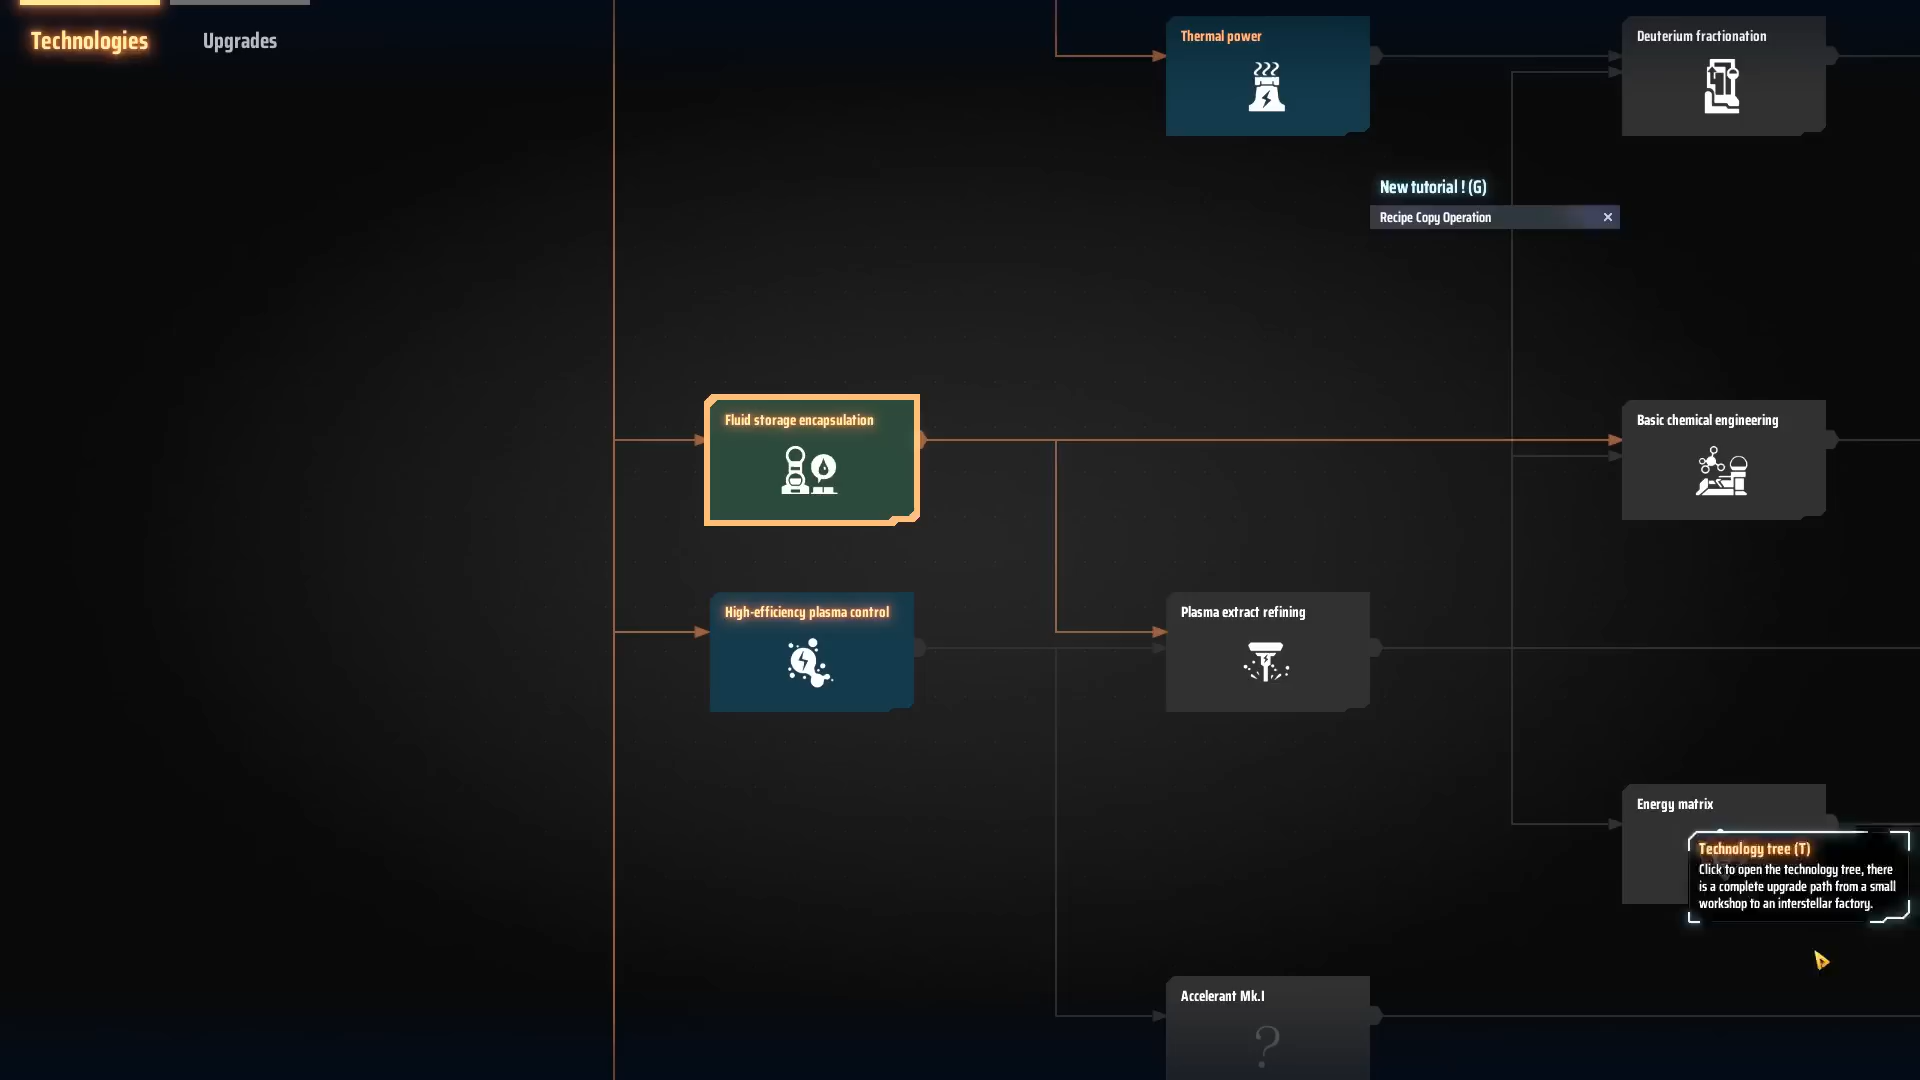 Technologies
Upgrades
Thermal power
Deuterium fractionation
New tutorial ! (G)
Recipe Copy Operation
Fluid storage encapsulation
Basic chemical engineering
High-efficiency plasma control
Plasma extract refining
Energy matrix
Technology tree (T)
Click to open the technology tree, there
is a complete upgrade path from a small
workshop to an interstellar factory.
Accelerant Mk.I
?